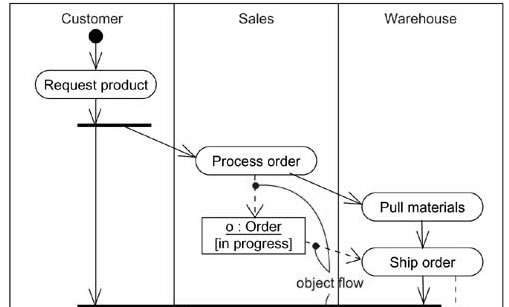 Customer
Sales
Warehouse
Request product
Process order
Pull materials
o : Order
[in progress]
Ship order
object flow